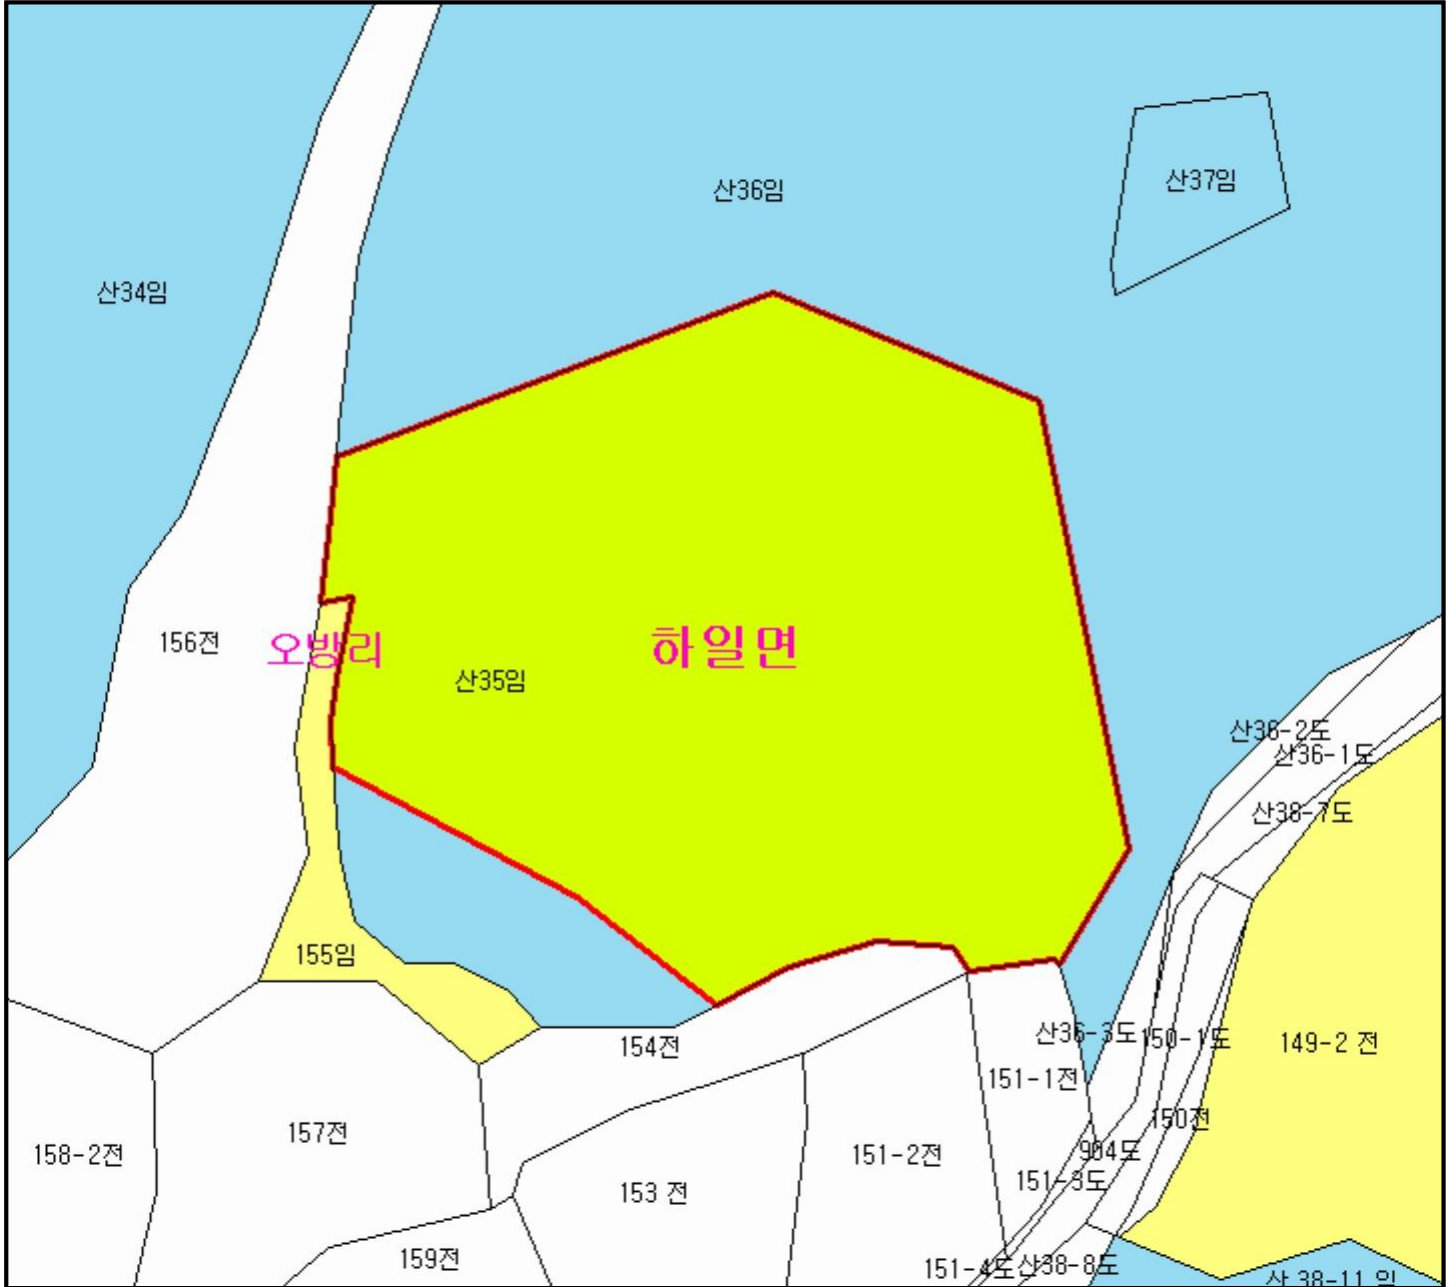 산36임
산37임
산34임
156전
오방리
하일면
산35임
산36-2도
산36-1도
산38-7도
155임
154전
산36-3도
150-1도
149-2 전
151-1전
150전
157전
158-2전
151-2전
904도
151-3도
153 전
159전
151-4도
산38-8도
산 38-11 임